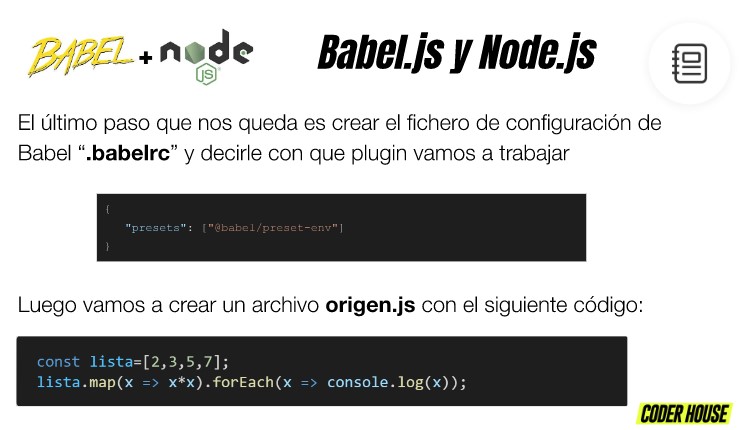 BABEL + node
JS
Babel.js y Node.js
El último paso que nos queda es crear el fichero de configuración de
Babel “.babelrc” y decirle con que plugin vamos a trabajar
{
"presets": ["@babel/preset-env"]
}
Luego vamos a crear un archivo origen.js con el siguiente código:
const lista=[2,3,5,7];
lista.map(x => x*x).forEach(x => console.log(x));
CODER HOUSE